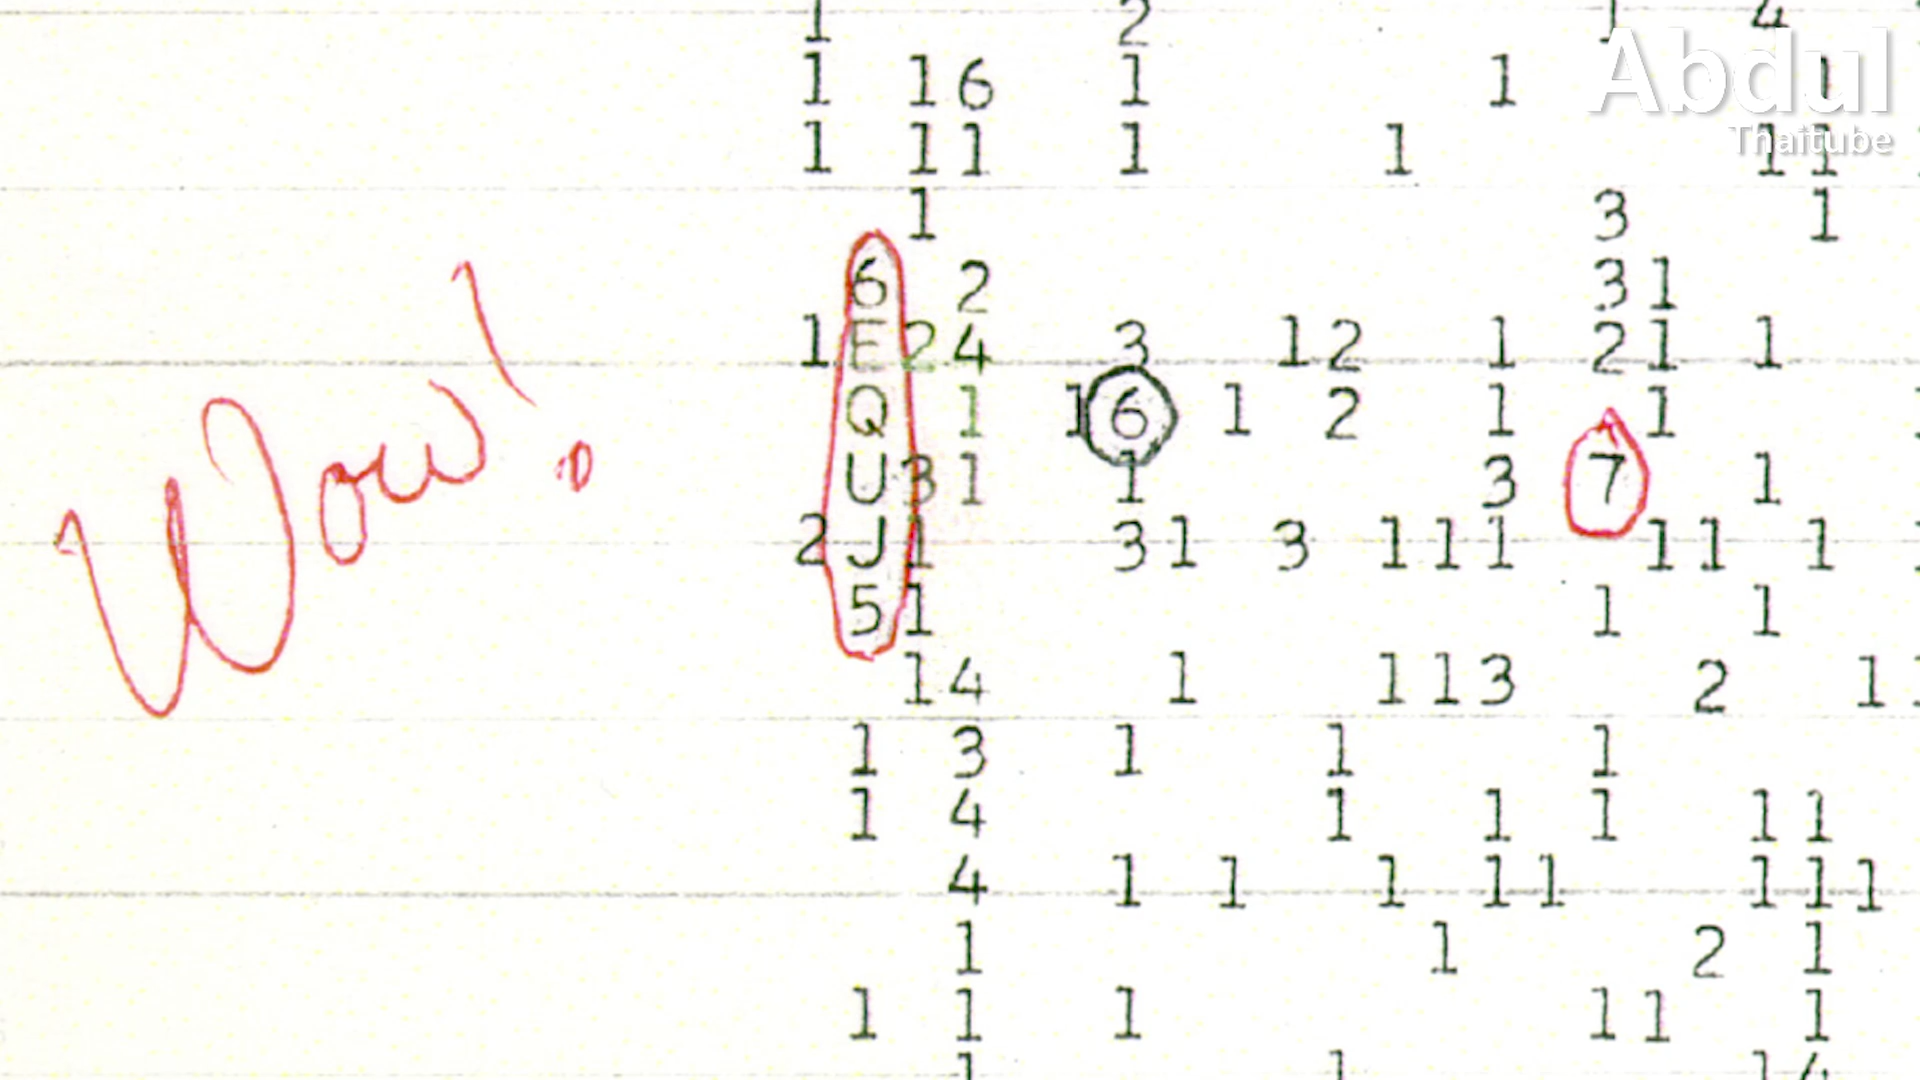 1 2 1 4
1 16 1 1 1
Abdul
1 11 1 1 11
Thaitube
1 3 1
6 2 31
1E24 3 12 1 21 1
Wow!
Q 1 16 1 2 1 1
U31 1 3 7 1
2J1 31 3 111 11 1
51 1 1
14 1 113 2 1
1 3 1 1 1
1 4 1 1 1 11
4 1 1 1 11 111
1 1 2 1
1 1 1 11 1
1 1 14